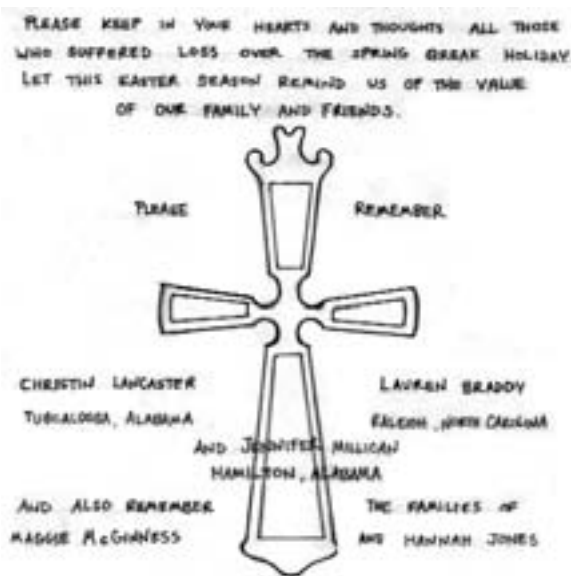 PLEASE KEEP IN YOUR HEARTS AND THOUGHTS ALL THOSE
WHO SUFFERED LOSS OVER THE SPRING BREAK HOLIDAY
LET THIS EASTER SEASON REMIND US OF THE VALUE
OF OUR FAMILY AND FRIENDS.
PLEASE REMEMBER
CHRISTIN LANCASTER LAUREN BRADDY
TUSCALOOSA, ALABAMA RALEIGH, NORTH CAROLINA
AND JENNIFER MILLICAN
HAMILTON, ALABAMA
AND ALSO REMEMBER THE FAMILIES OF
MAGGIE McGINNESS AND HANNAH JONES